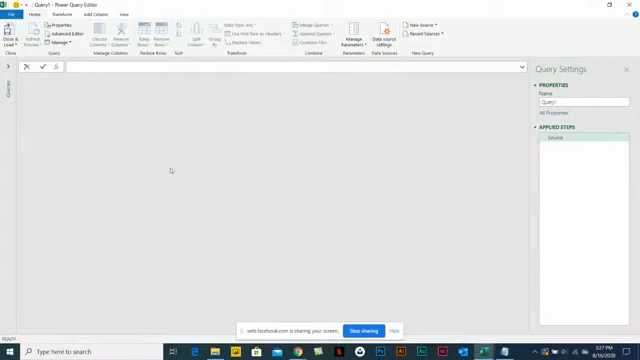 Query1 - Power Query Editor
File Home Transform Add Column View
Close & Load
Refresh Preview
Properties
Advanced Editor
Manage
Choose Columns
Remove Columns
Keep Rows
Remove Rows
Split Column
Group By
Data Type: Any
Use First Row as Headers
Replace Values
Merge Queries
Append Queries
Combine Files
Manage Parameters
Data source settings
New Source
Recent Sources
Close
Query
Manage Columns
Reduce Rows
Sort
Transform
Combine
Parameters
Data Sources
New Query
Queries
fx
Query Settings
PROPERTIES
Name
Query1
All Properties
APPLIED STEPS
Source
READY
web.facebook.com is sharing your screen. Stop sharing Hide
Type here to search
3:27 PM
8/16/2020